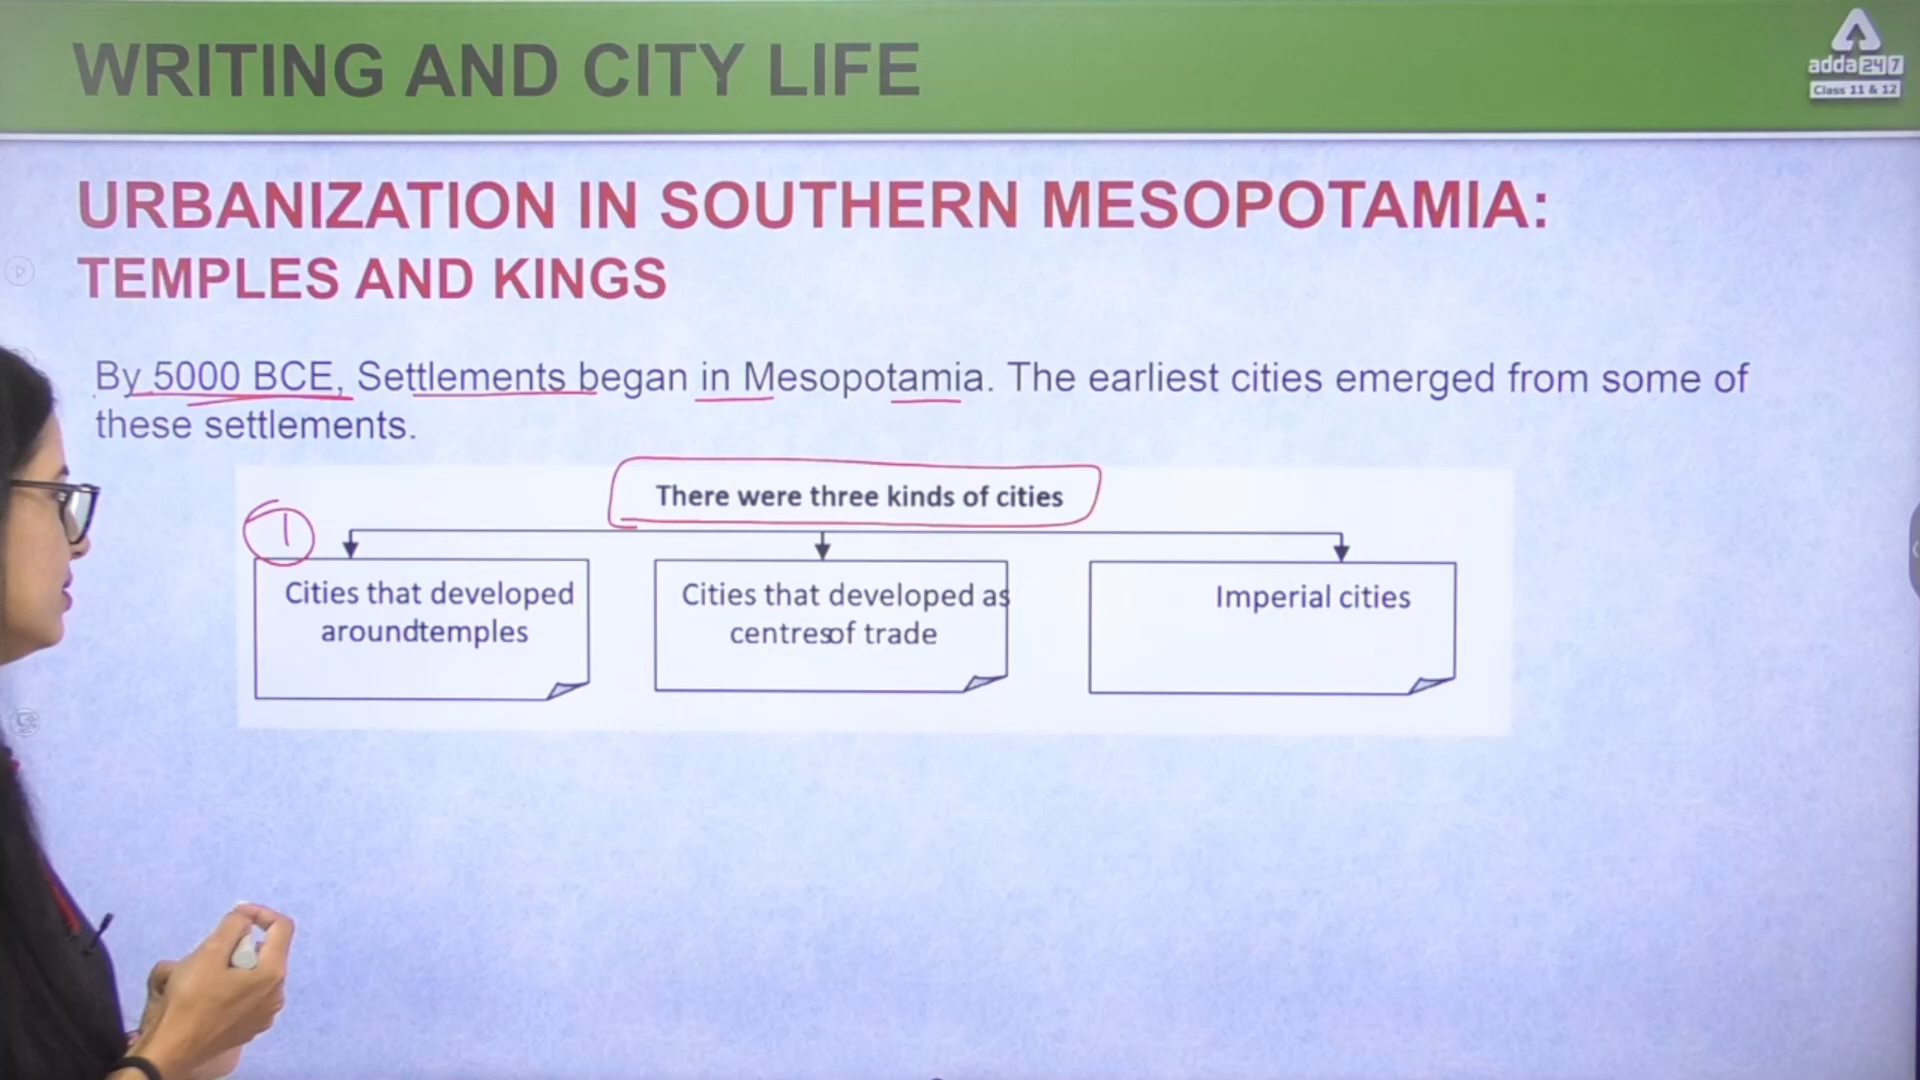 WRITING AND CITY LIFE
adda247
Class 11 & 12
URBANIZATION IN SOUTHERN MESOPOTAMIA:
TEMPLES AND KINGS
By 5000 BCE, Settlements began in Mesopotamia. The earliest cities emerged from some of
these settlements.
There were three kinds of cities
1
Cities that developed
aroundtemples
Cities that developed as
centresof trade
Imperial cities